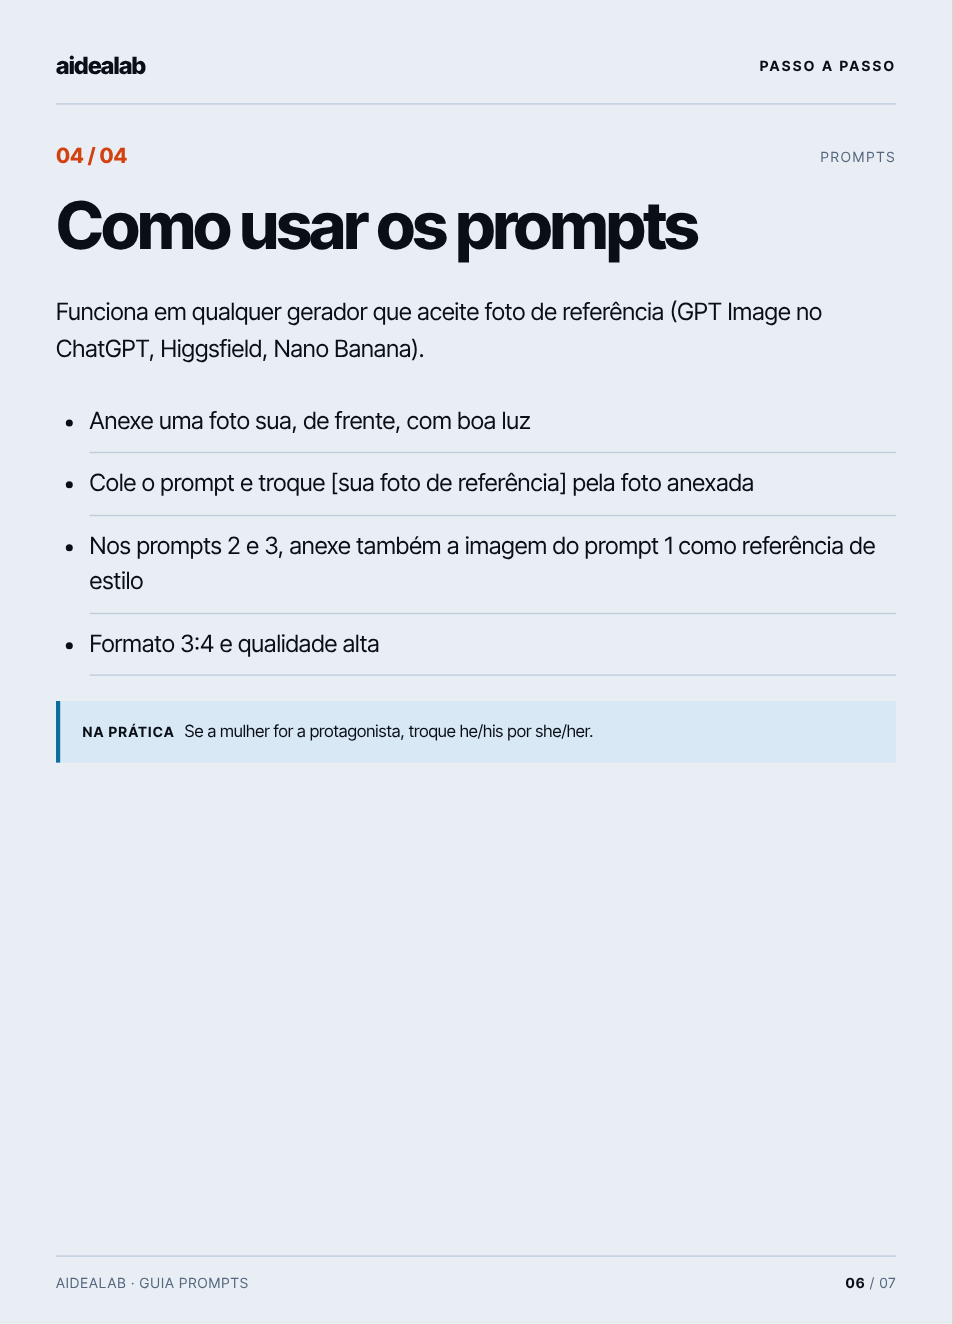 aidealab
PASSO A PASSO
04 / 04
PROMPTS
Como usar os prompts
Funciona em qualquer gerador que aceite foto de referência (GPT Image no
ChatGPT, Higgsfield, Nano Banana).
• Anexe uma foto sua, de frente, com boa luz
• Cole o prompt e troque [sua foto de referência] pela foto anexada
• Nos prompts 2 e 3, anexe também a imagem do prompt 1 como referência de
estilo
• Formato 3:4 e qualidade alta
NA PRÁTICA Se a mulher for a protagonista, troque he/his por she/her.
AIDEALAB · GUIA PROMPTS
06 / 07